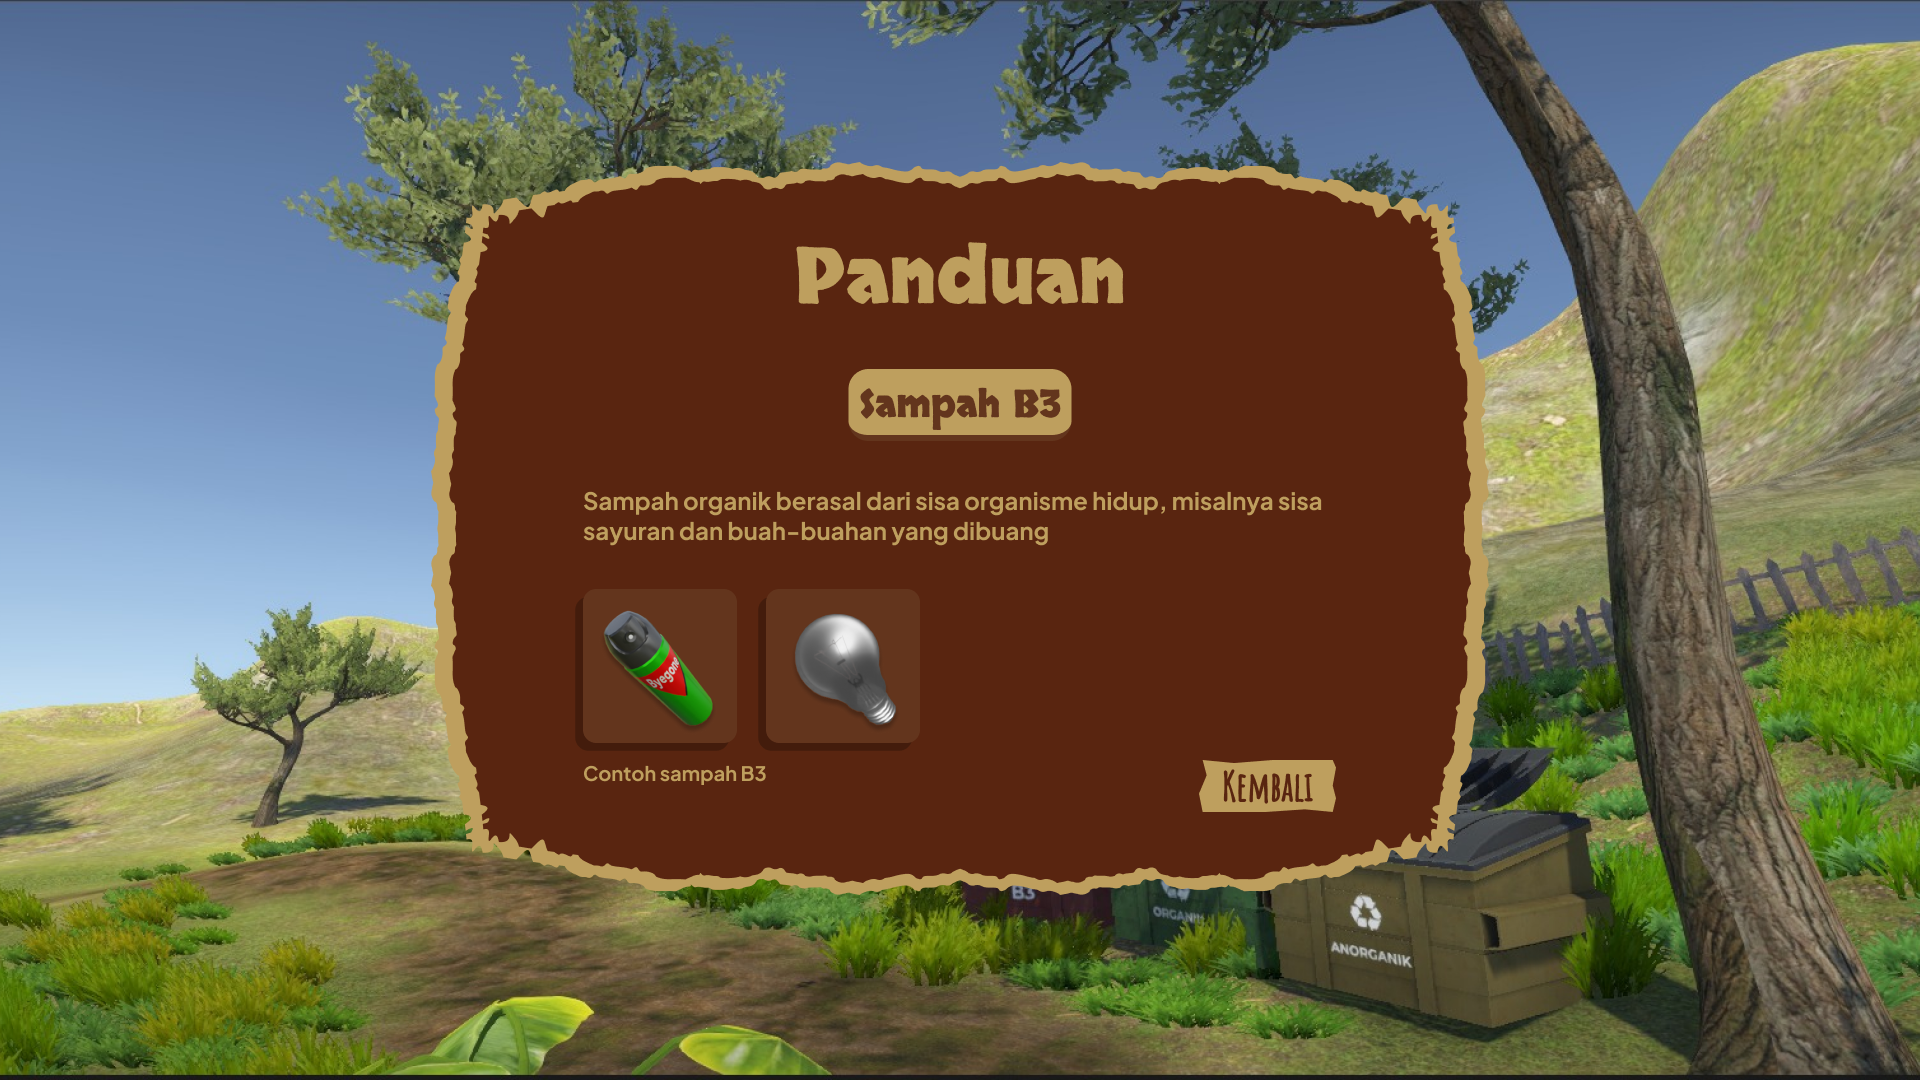 Panduan
Sampah B3
Sampah organik berasal dari sisa organisme hidup, misalnya sisa
sayuran dan buah-buahan yang dibuang
Byegone
Contoh sampah B3
KEMBALI
B3
ORGANIK
ANORGANIK